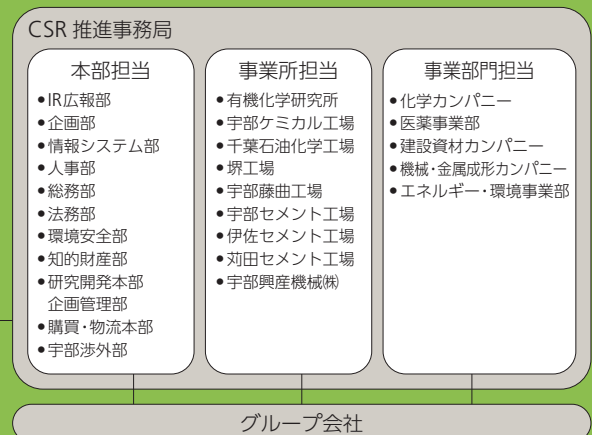 CSR 推進事務局
本部担当
●IR広報部
●企画部
●情報システム部
●人事部
●総務部
●法務部
●環境安全部
●知的財産部
●研究開発本部
企画管理部
●購買・物流本部
●宇部渉外部
事業所担当
●有機化学研究所
●宇部ケミカル工場
●千葉石油化学工場
●堺工場
●宇部藤曲工場
●宇部セメント工場
●伊佐セメント工場
●苅田セメント工場
●宇部興産機械㈱
事業部門担当
●化学カンパニー
●医薬事業部
●建設資材カンパニー
●機械・金属成形カンパニー
●エネルギー・環境事業部
グループ会社